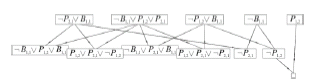 ¬P₂,₁ ∨ B₁,₁
¬B₁,₁ ∨ P₁,₂ ∨ P₂,₁
¬P₁,₂ ∨ B₁,₁
¬B₁,₁
P₁,₂
¬B₁,₁ ∨ P₁,₂ ∨ B₁,₁
P₁,₂ ∨ P₂,₁ ∨ ¬P₂,₁
¬B₁,₁ ∨ P₂,₁ ∨ B₁,₁
P₁,₂ ∨ P₂,₁ ∨ ¬P₁,₂
¬P₂,₁
¬P₁,₂